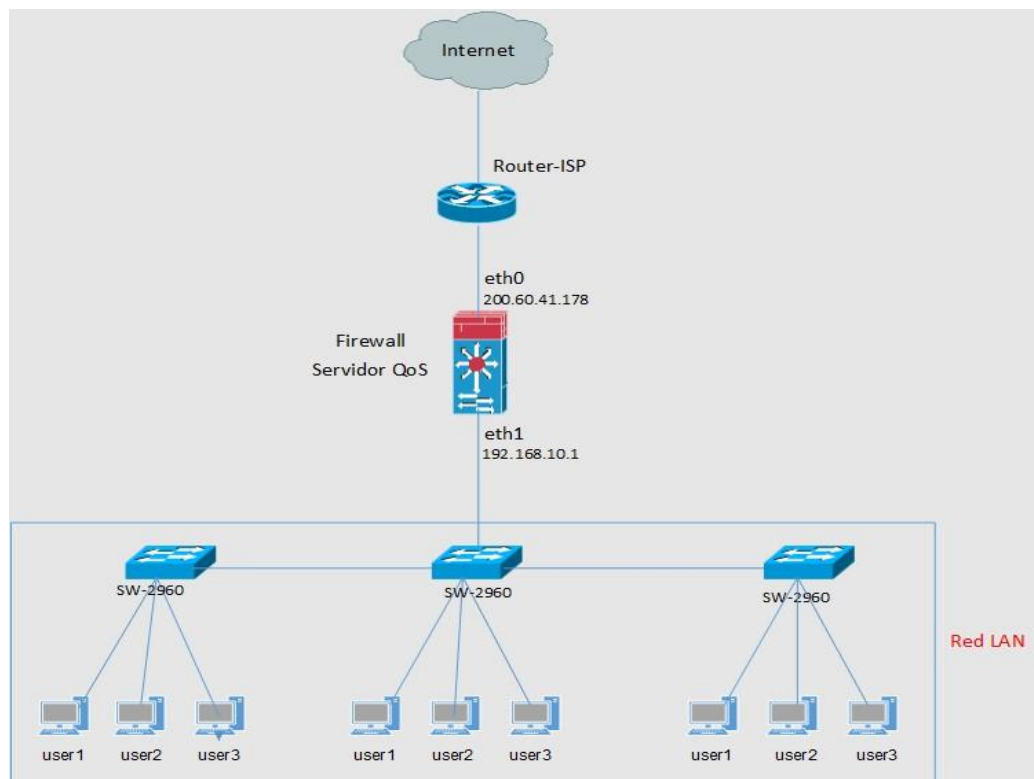 Internet
Router-ISP
eth0
200.60.41.178
Firewall
Servidor QoS
eth1
192.168.10.1
SW-2960
SW-2960
SW-2960
Red LAN
user1
user2
user3
user1
user2
user3
user1
user2
user3